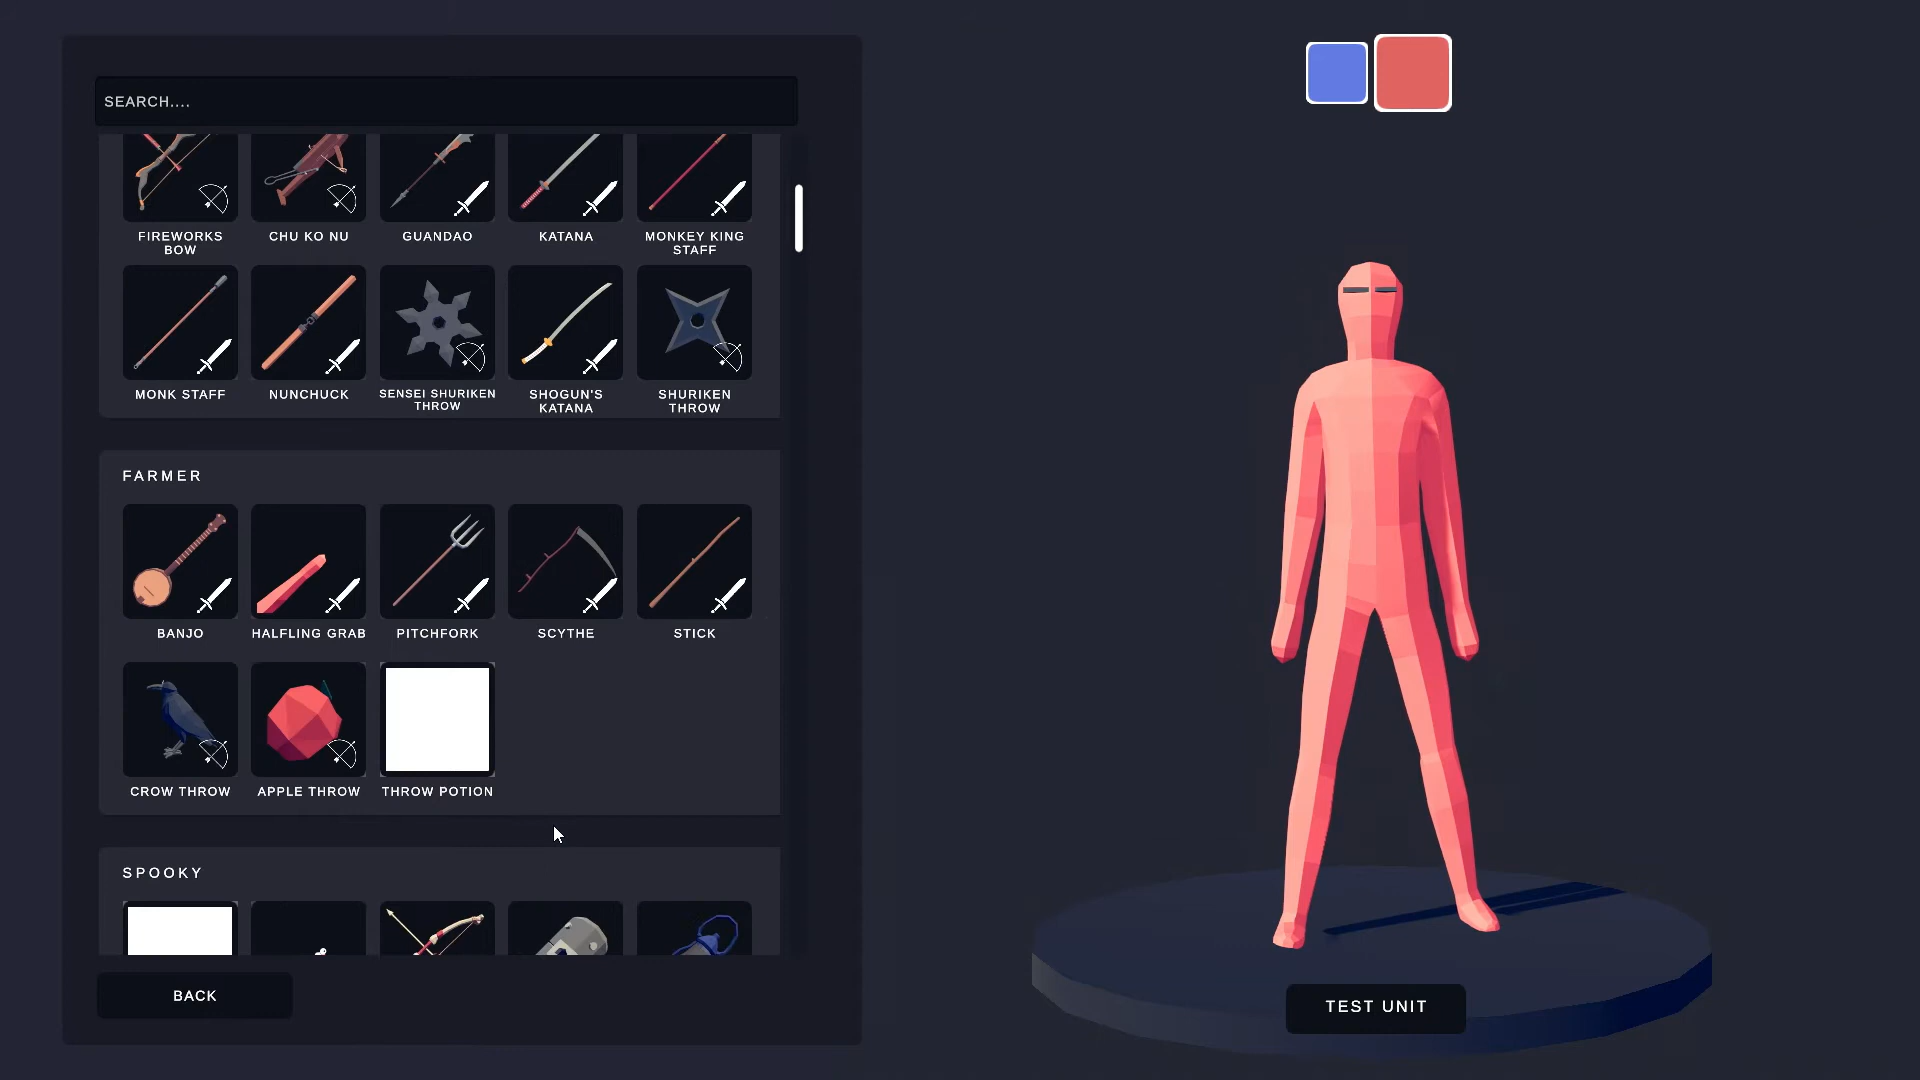 SEARCH....
FIREWORKS
BOW
CHU KO NU
GUANDAO
KATANA
MONKEY KING
STAFF
MONK STAFF
NUNCHUCK
SENSEI SHURIKEN
THROW
SHOGUN'S
KATANA
SHURIKEN
THROW
FARMER
BANJO
HALFLING GRAB
PITCHFORK
SCYTHE
STICK
CROW THROW
APPLE THROW
THROW POTION
SPOOKY
BACK
TEST UNIT